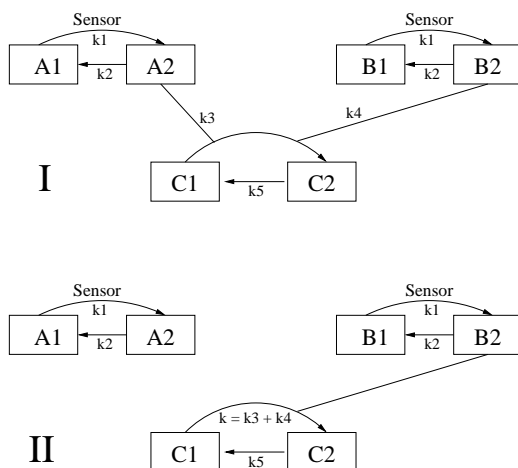 Sensor Sensor
k1 k1
A1 A2 B1 B2
k2 k2
k3 k4
I
C1 C2
k5
Sensor Sensor
k1 k1
A1 A2 B1 B2
k2 k2
k = k3 + k4
II
C1 C2
k5